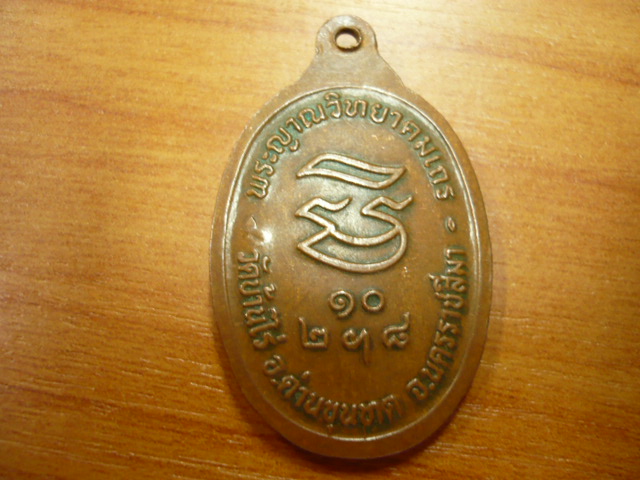 พระญาณวิทยาคมเถร
๑๐
๒ ๙ ๘
วัดบ้านไร่ อ.ด่านขุนทด จ.นครราชสีมา